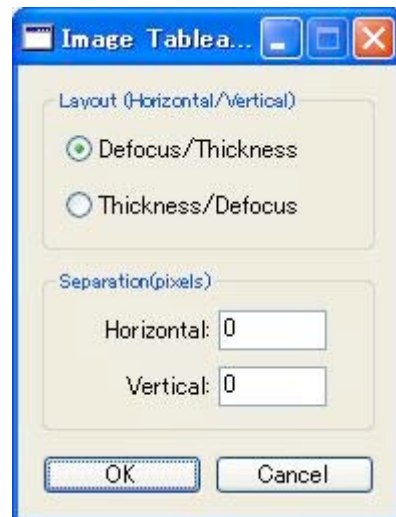 Image Tablea...
Layout (Horizontal/Vertical)
Defocus/Thickness
Thickness/Defocus
Separation(pixels)
Horizontal: 0
Vertical: 0
OK Cancel